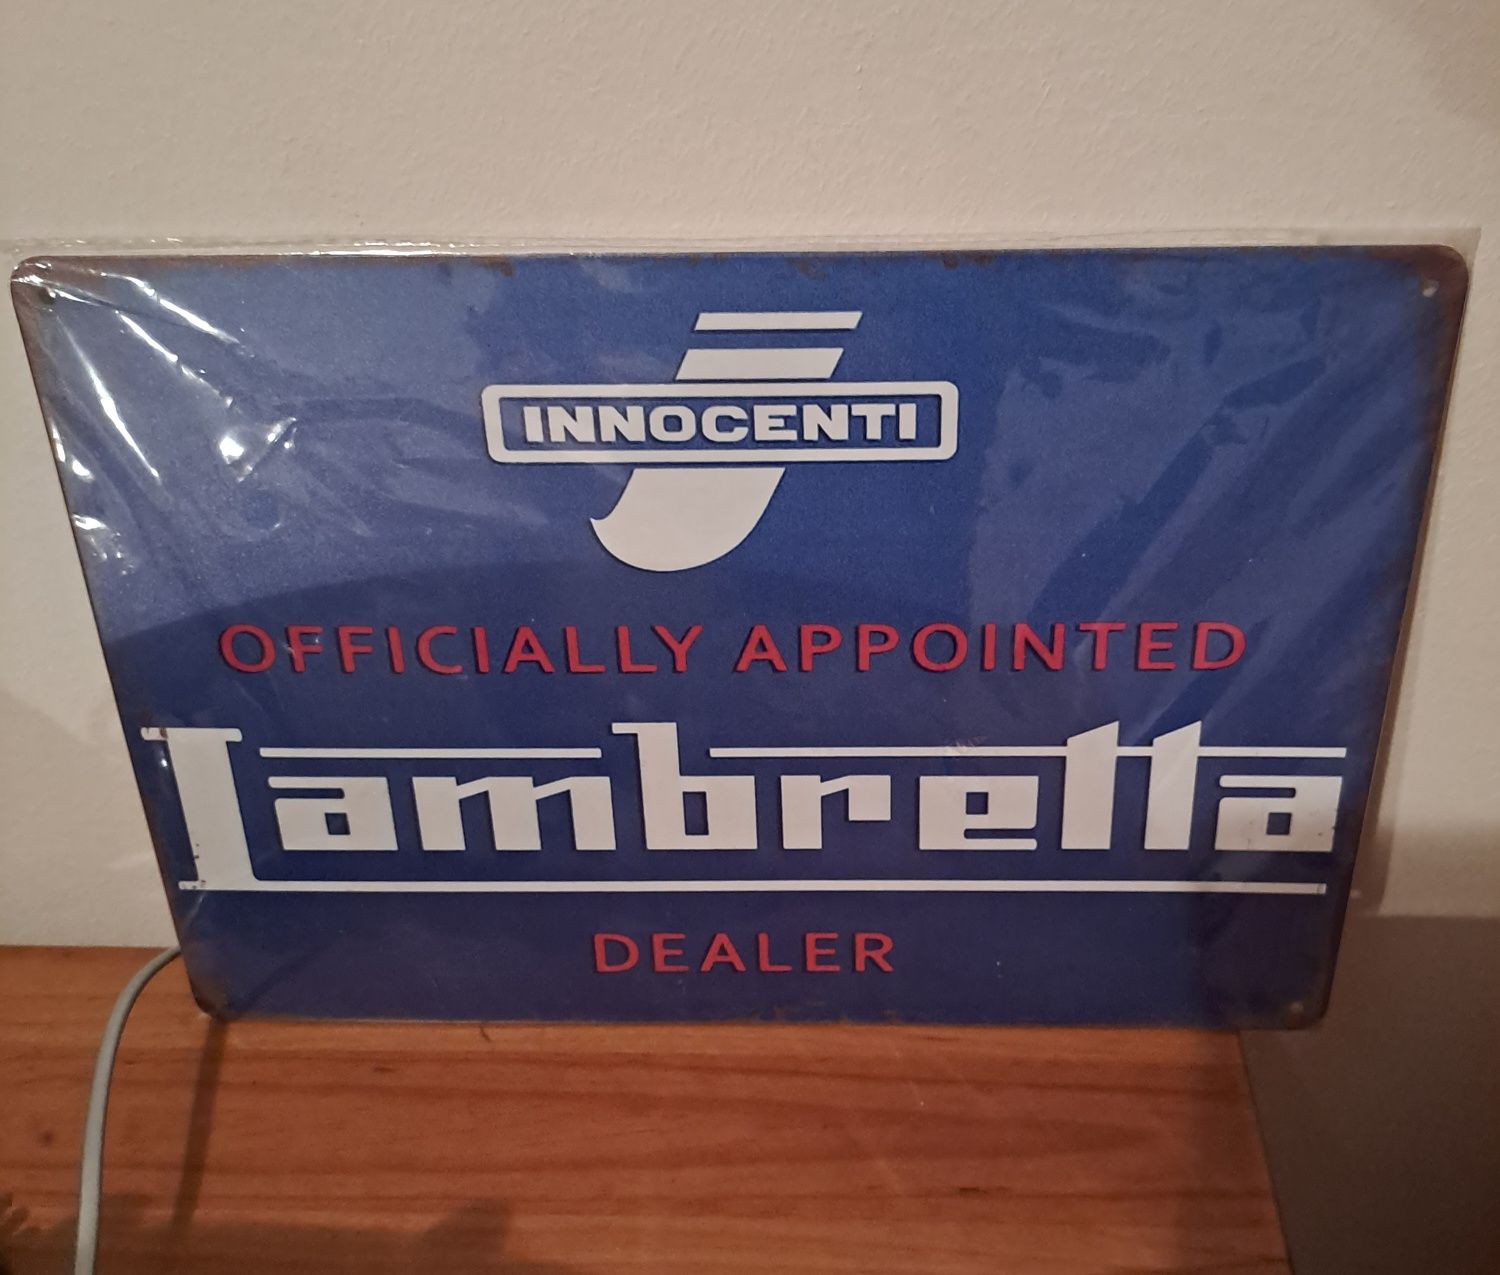 INNOCENTI
OFFICIALLY APPOINTED
Lambretta
DEALER